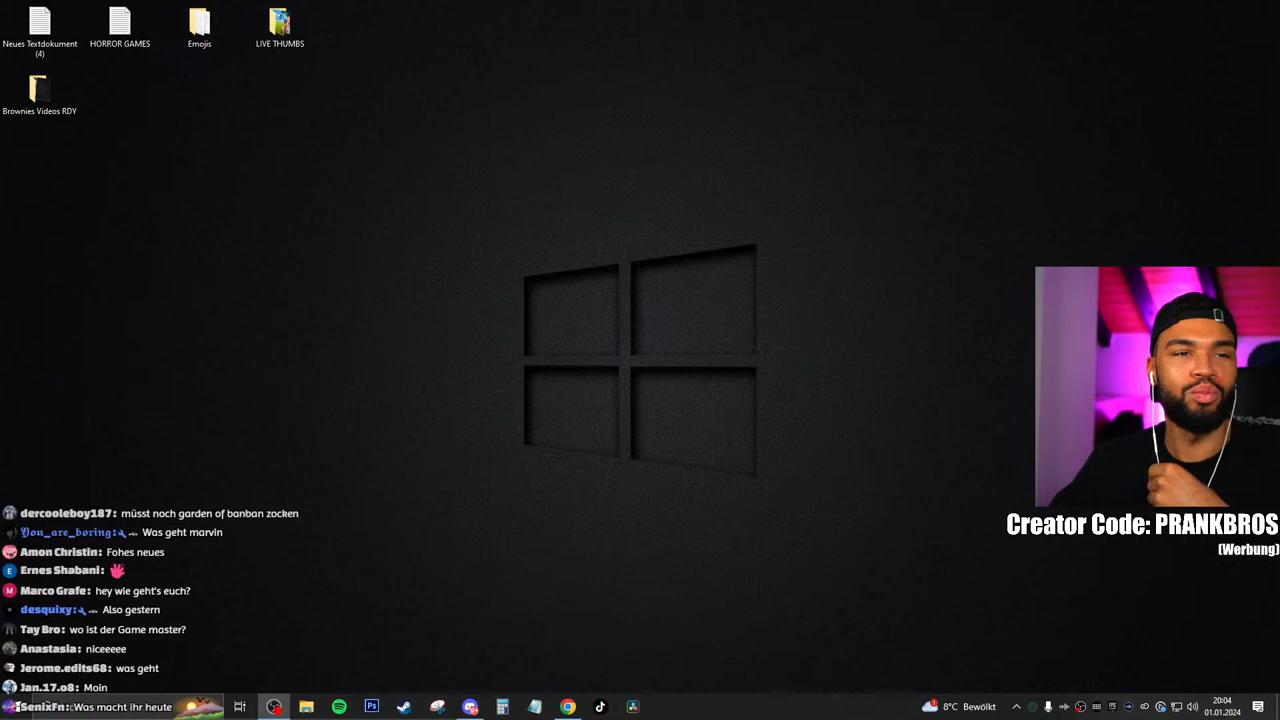 Neues Textdokument
(4)
HORROR GAMES
Emojis
LIVE THUMBS
Brownies Videos RDY
dercooleboy187: müsst noch garden of banban zocken
You_are_boring: Was geht marvin
Amon Christin: Fohes neues
Ernes Shabani:
Marco Grafe: hey wie geht's euch?
desquixy: Also gestern
Tay Bro: wo ist der Game master?
Anastasia: niceeeee
Jerome.edits68: was geht
Jan.17.o8: Moin
SenixFn: Was macht ihr heute
Creator Code: PRANKBROS
(Werbung)
8°C Bewölkt
20:04
01.01.2024